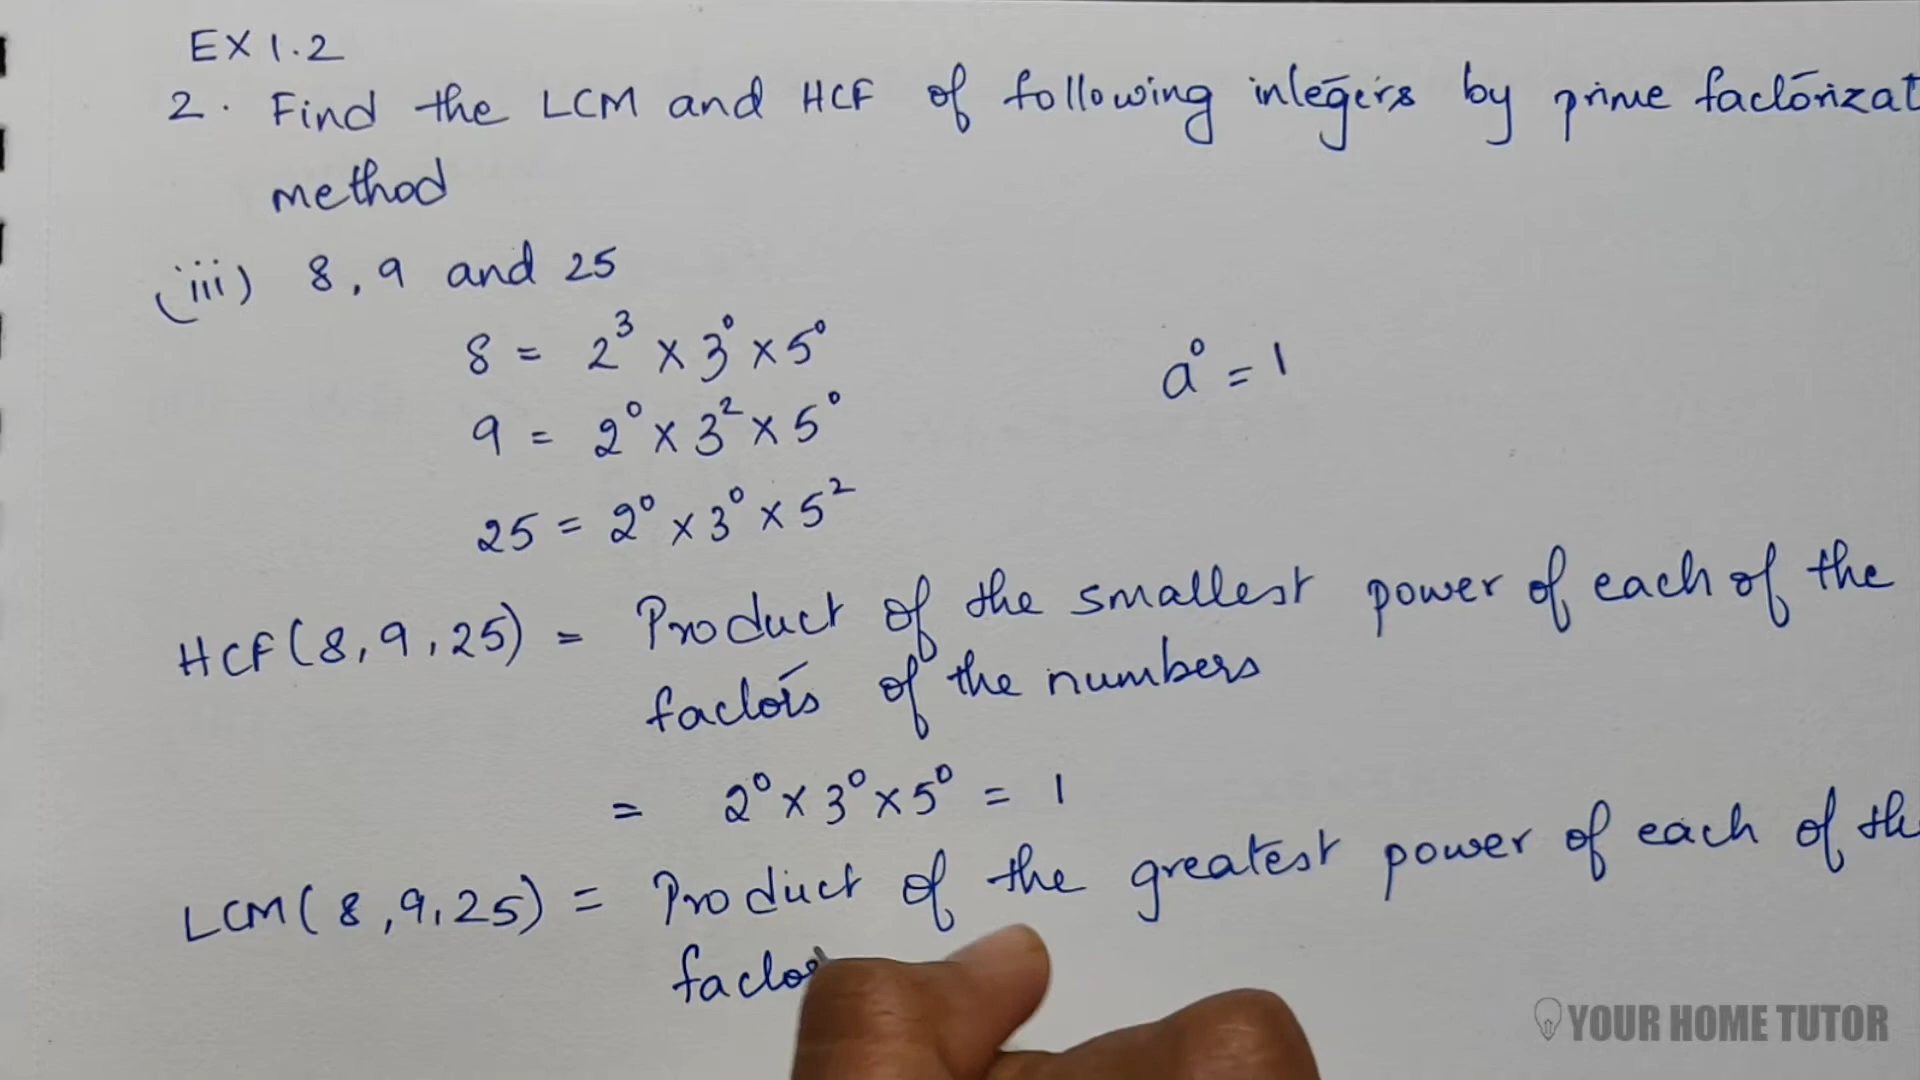 EX 1.2
2. Find the LCM and HCF of following integers by prime factorizat
method
(iii) 8, 9 and 25
8 = 2³ × 3⁰ × 5⁰
a⁰ = 1
9 = 2⁰ × 3² × 5⁰
25 = 2⁰ × 3⁰ × 5²
HCF(8, 9, 25) = Product of the smallest power of each of the
factors of the numbers
= 2⁰ × 3⁰ × 5⁰ = 1
LCM(8, 9, 25) = Product of the greatest power of each of the
facto
YOUR HOME TUTOR